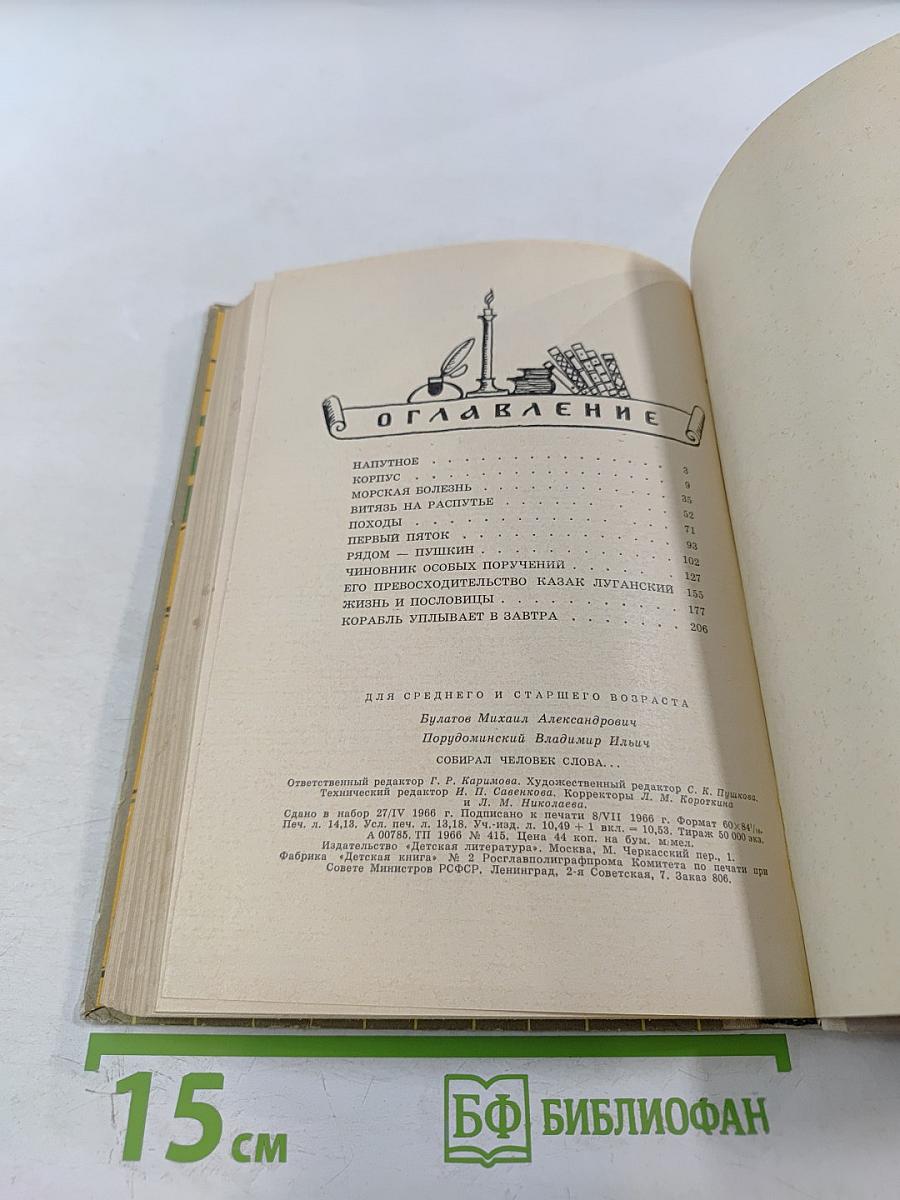 ОГЛАВЛЕНИЕ
НАПУТНОЕ . . . . . . . . . . . . . . . 3
КОРПУС . . . . . . . . . . . . . . . 9
МОРСКАЯ БОЛЕЗНЬ . . . . . . . . . . . . 35
ВИТЯЗЬ НА РАСПУТЬЕ . . . . . . . . . . 52
ПОХОДЫ . . . . . . . . . . . . . . . 71
ПЕРВЫЙ ПЯТОК . . . . . . . . . . . . . 93
РЯДОМ — ПУШКИН . . . . . . . . . . . . 102
ЧИНОВНИК ОСОБЫХ ПОРУЧЕНИЙ . . . . . . . 127
ЕГО ПРЕВОСХОДИТЕЛЬСТВО КАЗАК ЛУГАНСКИЙ 155
ЖИЗНЬ И ПОСЛОВИЦЫ . . . . . . . . . . . 177
КОРАБЛЬ УПЛЫВАЕТ В ЗАВТРА . . . . . . . 206
ДЛЯ СРЕДНЕГО И СТАРШЕГО ВОЗРАСТА
Булатов Михаил Александрович
Порудоминский Владимир Ильич
СОБИРАЛ ЧЕЛОВЕК СЛОВА...
Ответственный редактор Г. Р. Каримова. Художественный редактор С. К. Пушкова.
Технический редактор И. П. Савенкова. Корректоры Л. М. Короткина
и Л. М. Николаева.
Сдано в набор 27/IV 1966 г. Подписано к печати 8/VII 1966 г. Формат 60×84¹/₁₆.
Печ. л. 14,13. Усл. печ. л. 13,18. Уч.-изд. л. 10,49 + 1 вкл. = 10,53. Тираж 50 000 экз.
А 00785. ТП 1966 № 415. Цена 44 коп. на бум. м/мел.
Издательство «Детская литература». Москва, М. Черкасский пер., 1.
Фабрика «Детская книга» № 2 Росглавполиграфпрома Комитета по печати при
Совете Министров РСФСР. Ленинград, 2-я Советская, 7. Заказ 806.
15 см
БФ БИБЛИОФАН